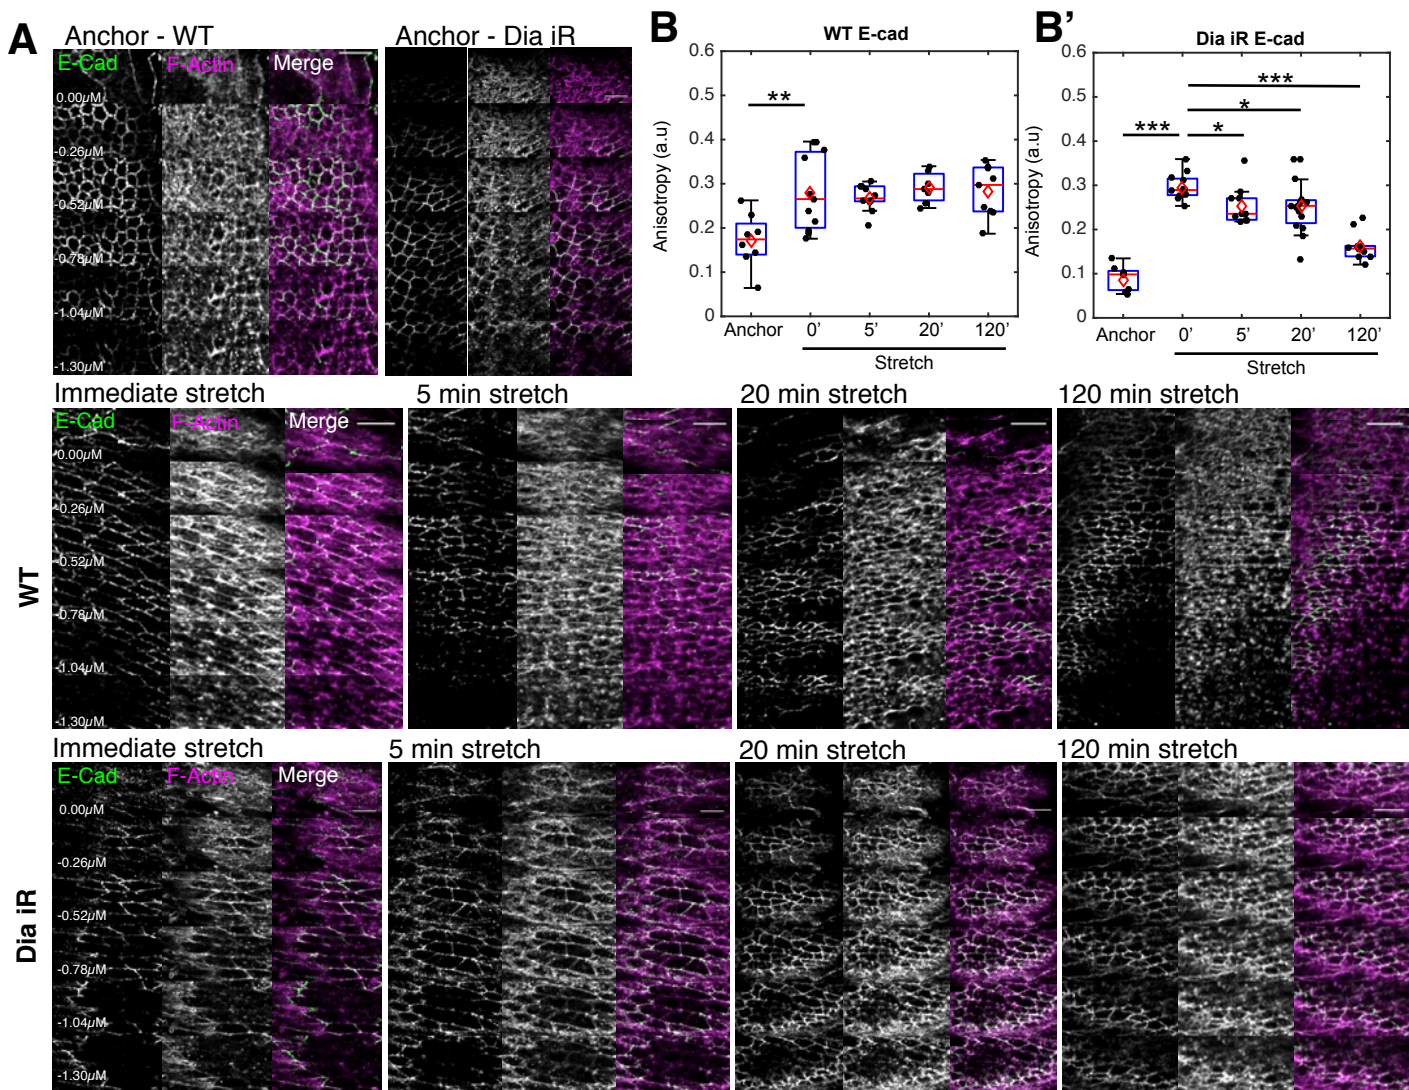 A
Anchor - WT
Anchor - Dia iR
E-Cad
F-Actin
Merge
0.00µM
-0.26µM
-0.52µM
-0.78µM
-1.04µM
-1.30µM
B
WT E-cad
Anisotropy (a.u)
0.6
0.5
0.4
0.3
0.2
0.1
0
**
Anchor
0’
5’
20’
120’
Stretch
B’
Dia iR E-cad
Anisotropy (a.u
0.6
0.5
0.4
0.3
0.2
0.1
0
***
*
***
*
Anchor
0’
5’
20’
120’
Stretch
WT
Immediate stretch
5 min stretch
20 min stretch
120 min stretch
E-Cad
F-Actin
Merge
0.00µM
-0.26µM
-0.52µM
-0.78µM
-1.04µM
-1.30µM
Dia iR
Immediate stretch
5 min stretch
20 min stretch
120 min stretch
E-Cad
F-Actin
Merge
0.00µM
-0.26µM
-0.52µM
-0.78µM
-1.04µM
-1.30µM